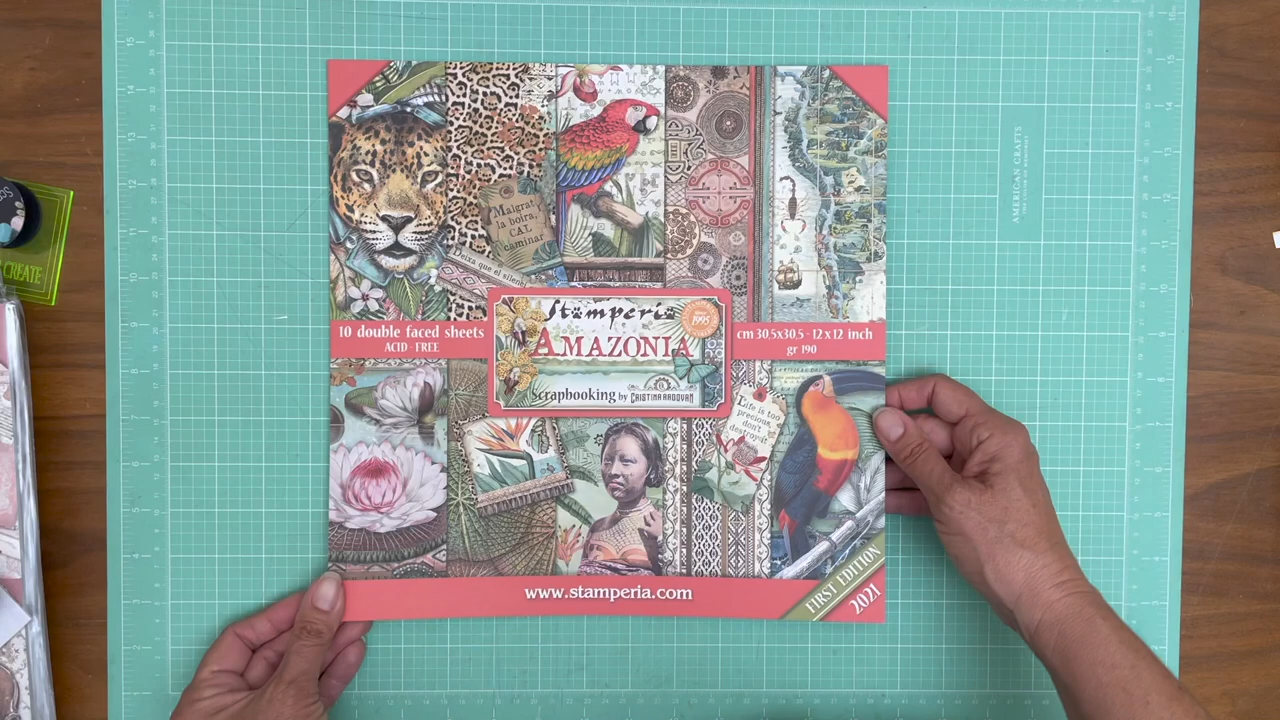 Malgrat
la boira,
CAL
caminar
Deixa que el silenc
10 double faced sheets
ACID - FREE
Stamperia
Since
1995
AMAZONIA
Scrapbooking by CRISTINA RADOVAN
cm 30,5x30,5 - 12x12 inch
gr 190
Life is too
precious,
don't
destroy it
www.stamperia.com
FIRST EDITION
2021
AMERICAN CRAFTS
CREATE